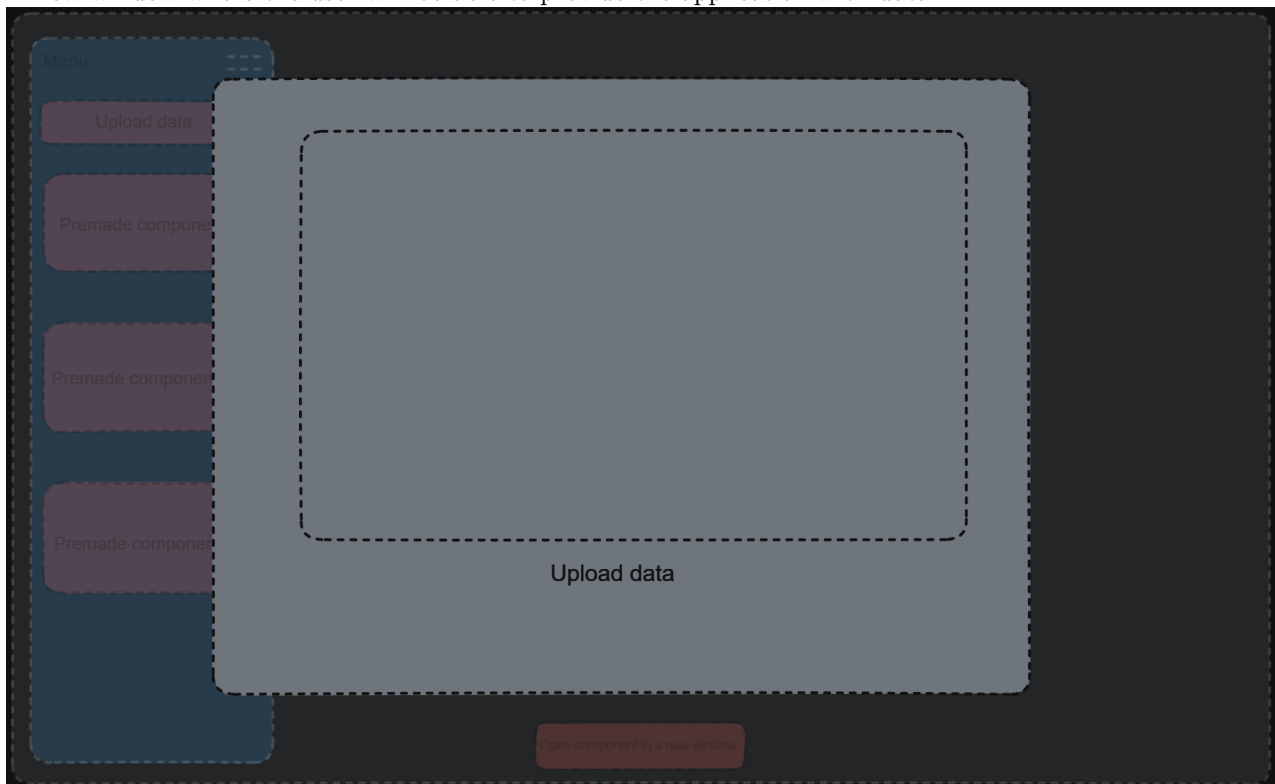 Menu
Upload data
Premade compone
Premade componen
Premade componen
Upload data
Open component in a new window